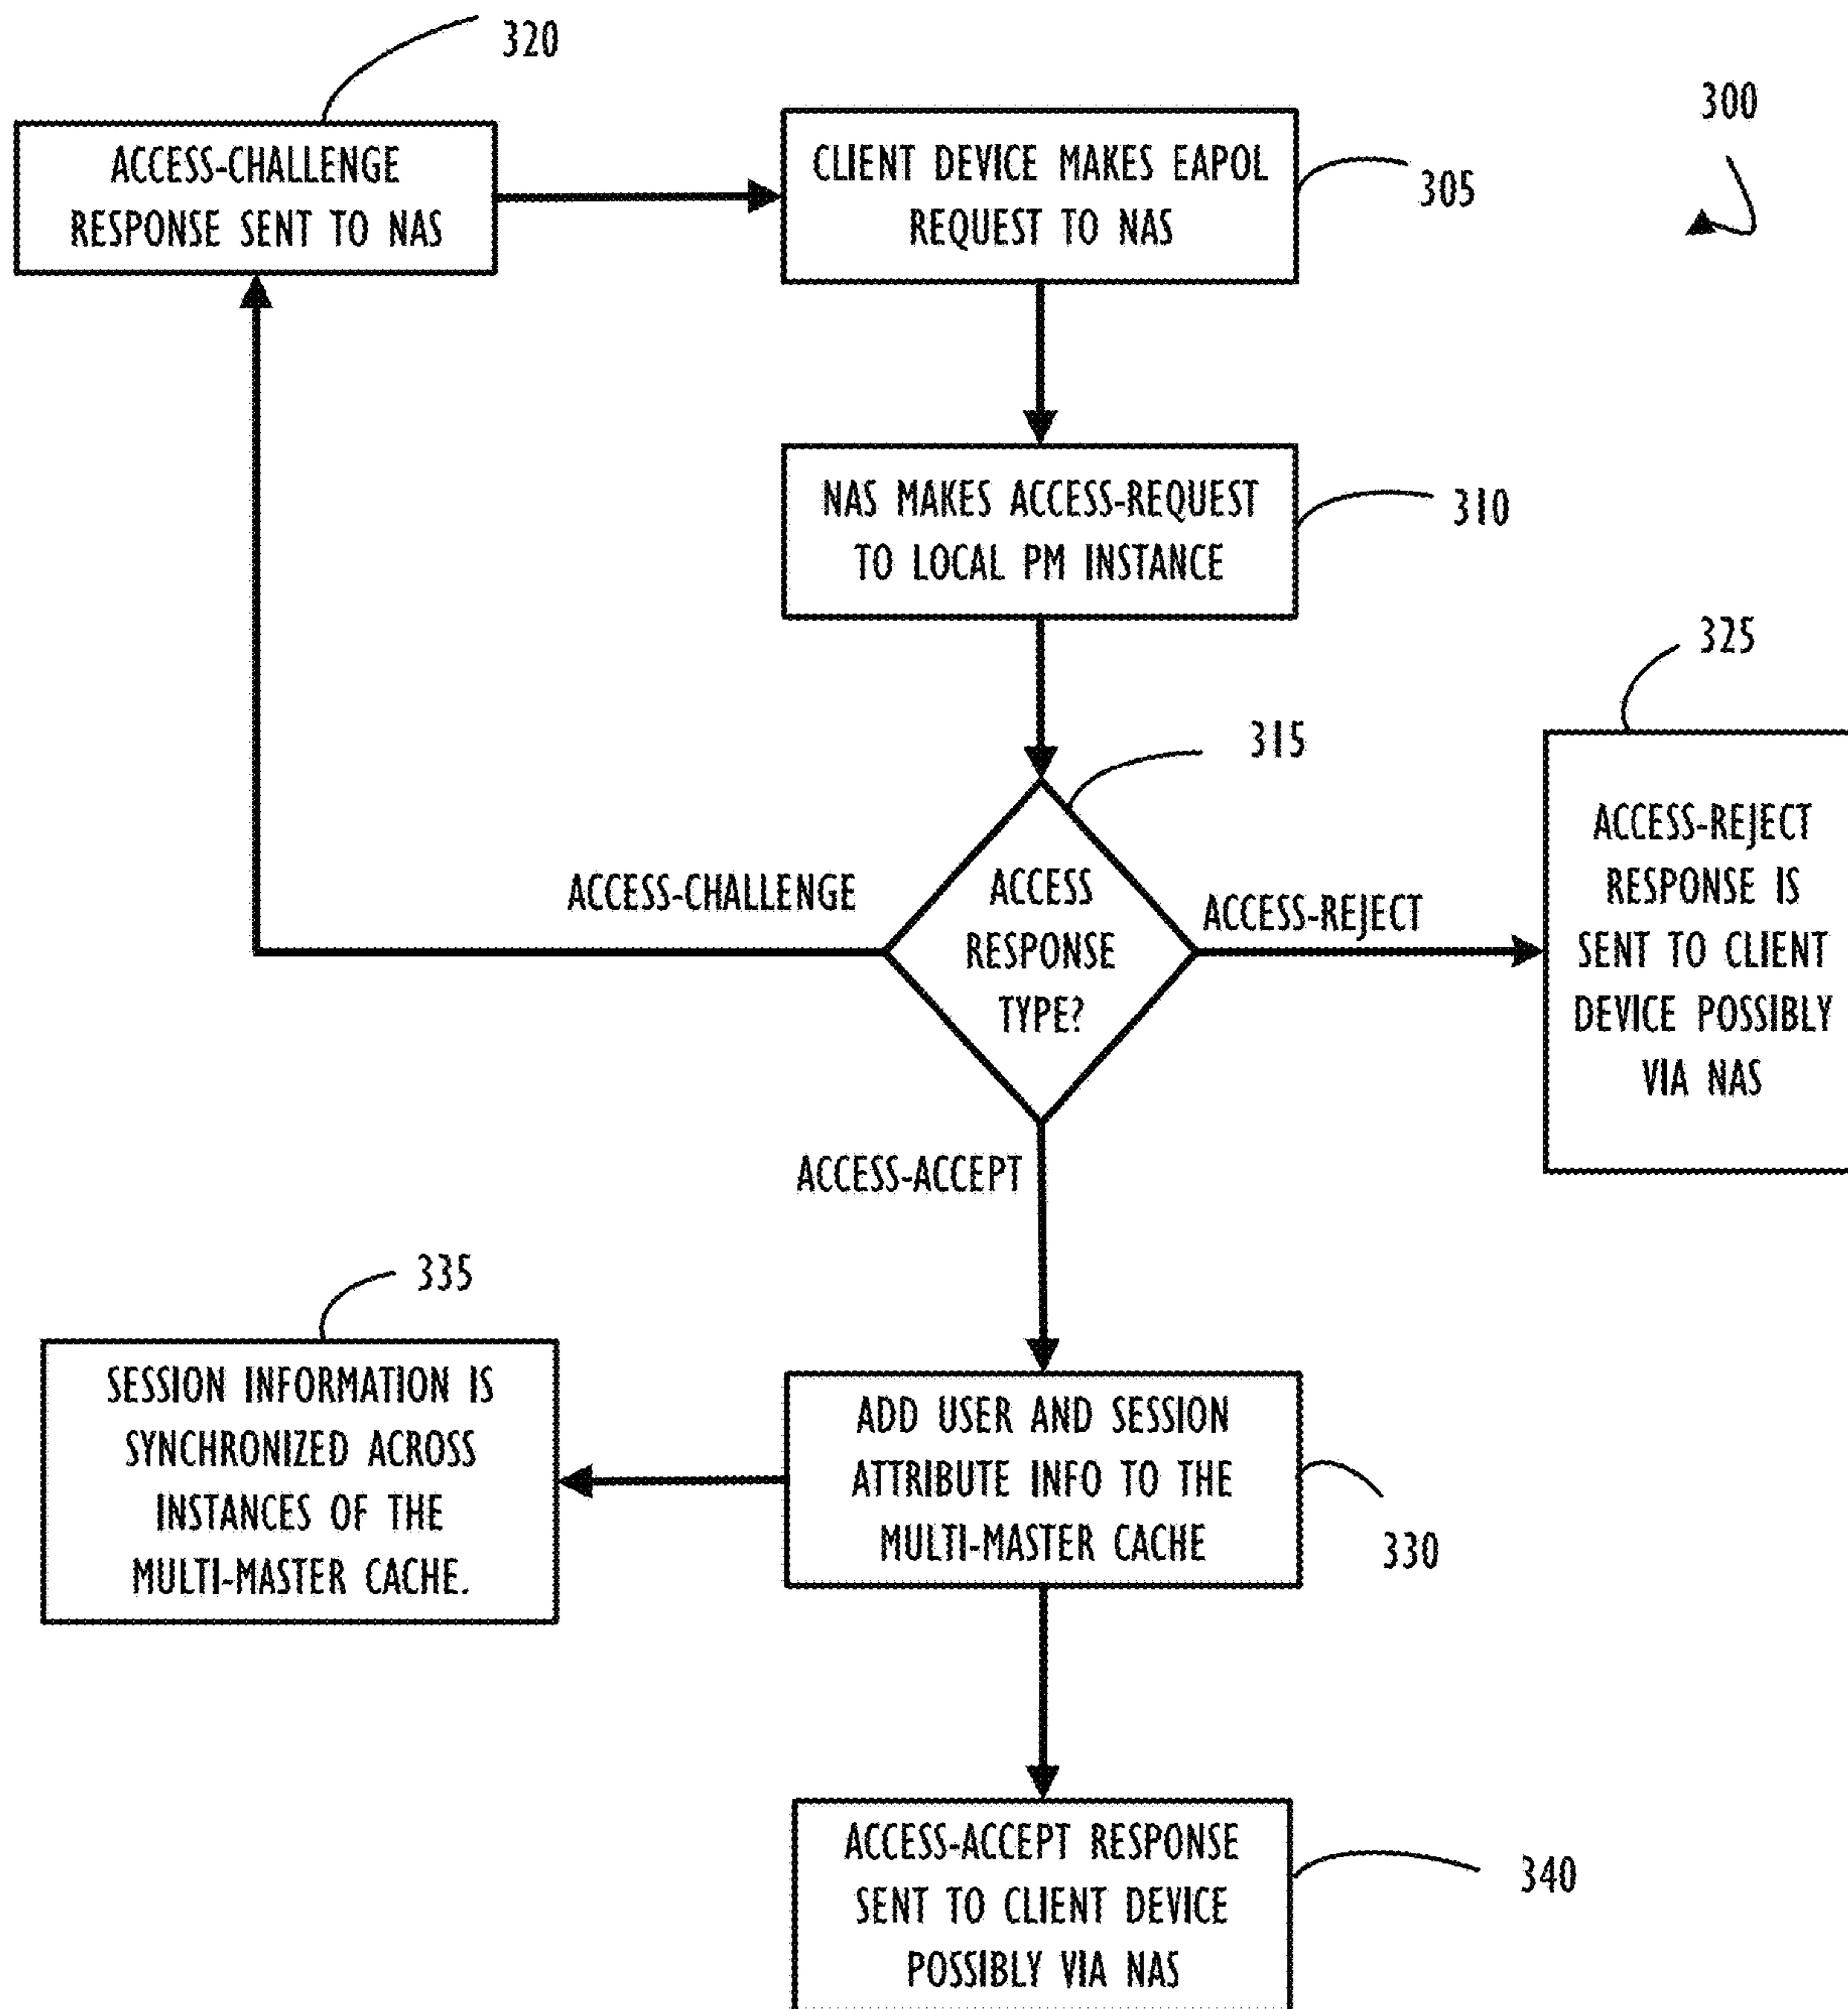 320
300
ACCESS-CHALLENGE
RESPONSE SENT TO NAS
CLIENT DEVICE MAKES EAPOL
REQUEST TO NAS
305
NAS MAKES ACCESS-REQUEST
TO LOCAL PM INSTANCE
310
325
315
ACCESS-CHALLENGE
ACCESS
RESPONSE
TYPE?
ACCESS-REJECT
ACCESS-REJECT
RESPONSE IS
SENT TO CLIENT
DEVICE POSSIBLY
VIA NAS
ACCESS-ACCEPT
335
SESSION INFORMATION IS
SYNCHRONIZED ACROSS
INSTANCES OF THE
MULTI-MASTER CACHE.
ADD USER AND SESSION
ATTRIBUTE INFO TO THE
MULTI-MASTER CACHE
330
ACCESS-ACCEPT RESPONSE
SENT TO CLIENT DEVICE
POSSIBLY VIA NAS
340